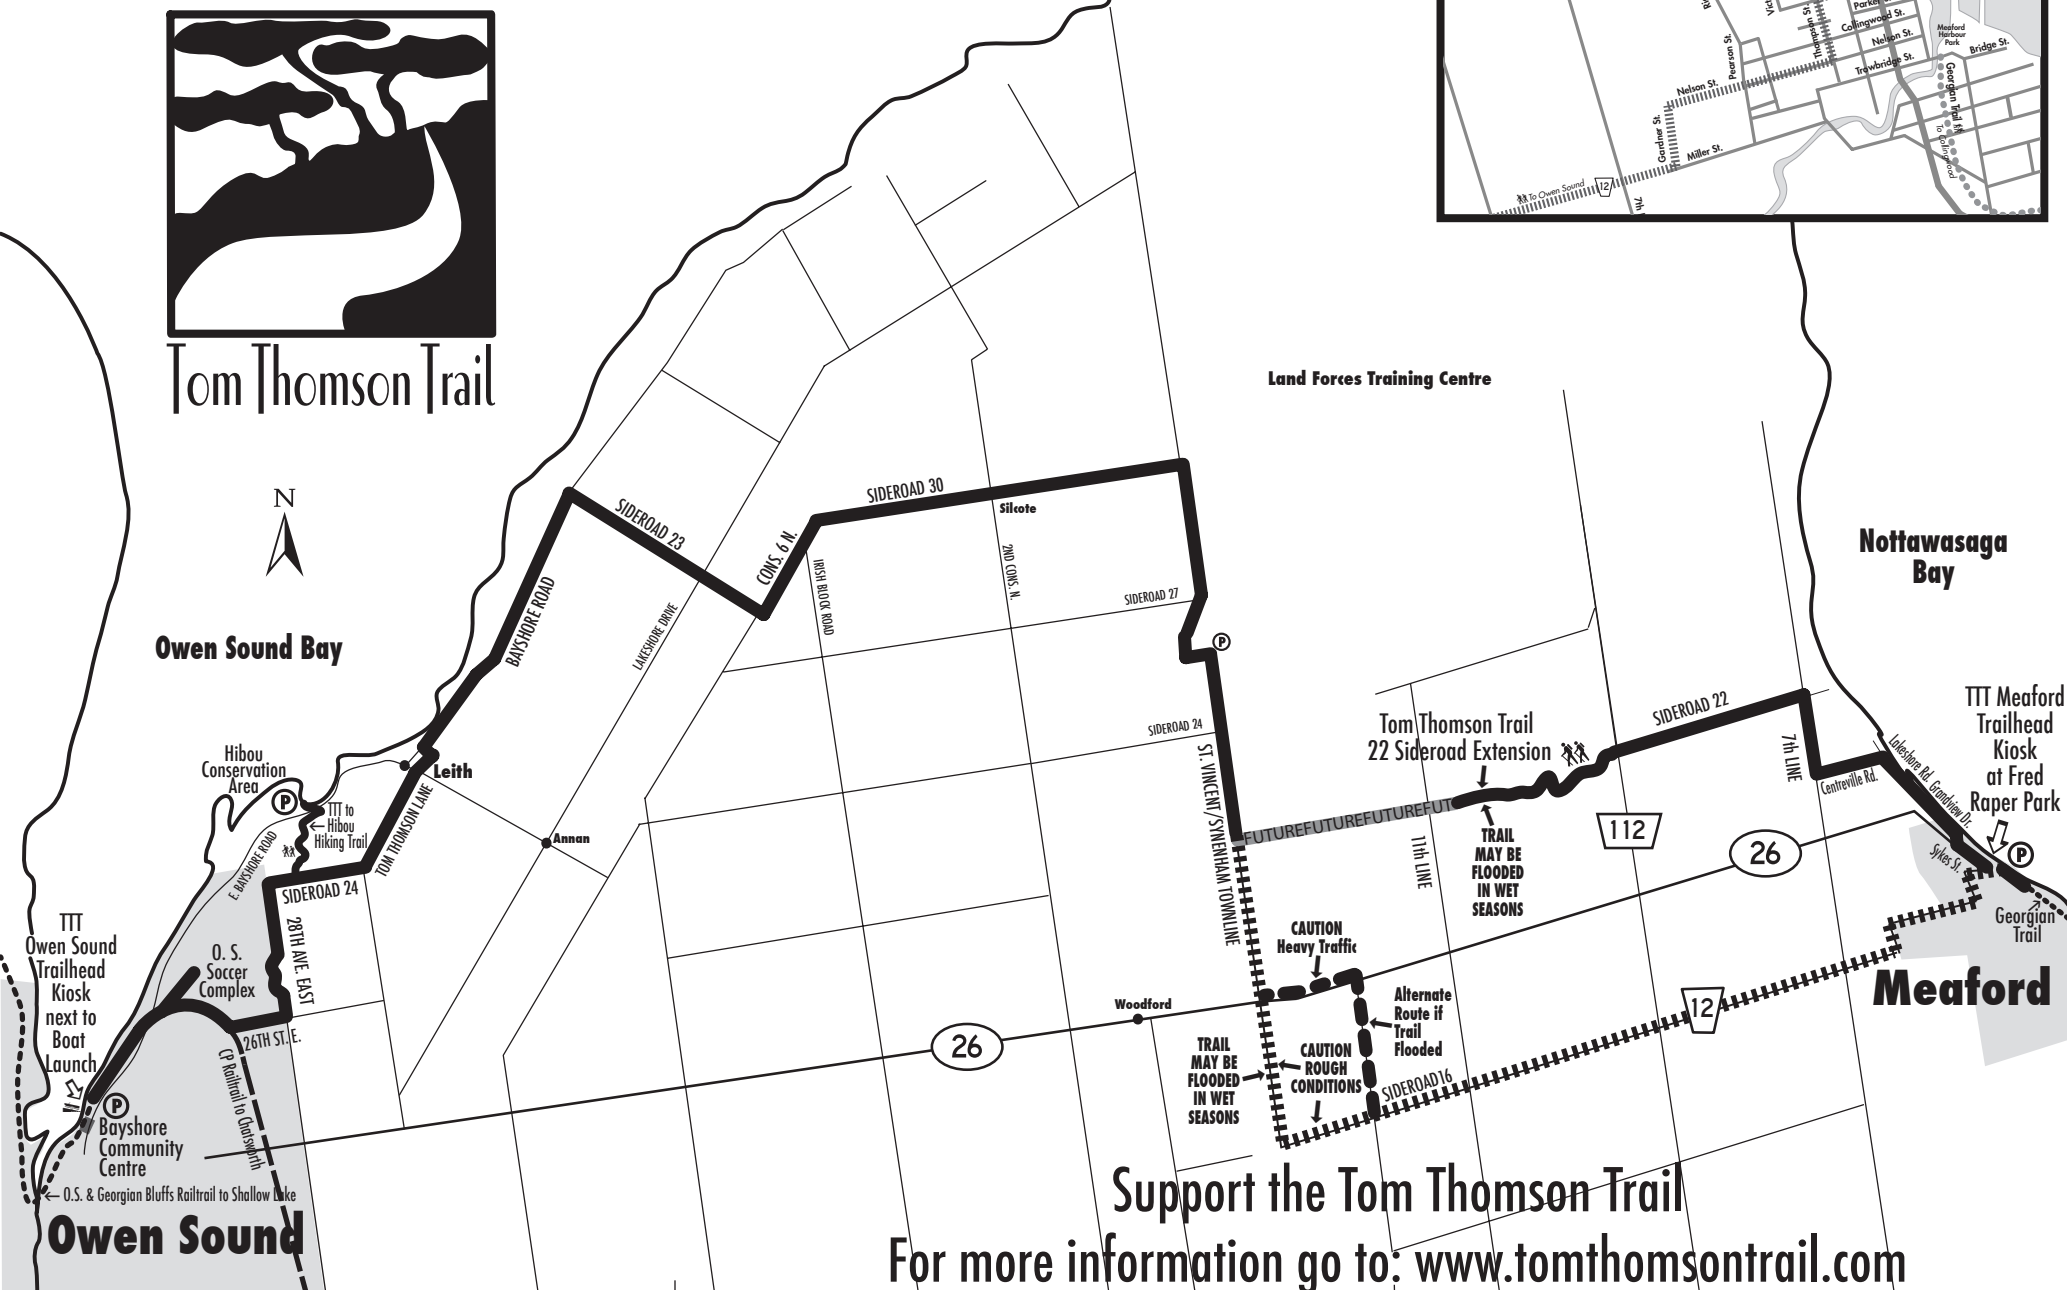 Tom Thomson Trail
N
Owen Sound Bay
Land Forces Training Centre
Nottawasaga
Bay
Parker St.
Collingwood St.
Nelson St.
Trowbridge St.
Meaford
Harbour
Park
Bridge St.
Georgian Trail
To Collingwood
Thompson St.
Pearson St.
Nelson St.
Gardner St.
Miller St.
To Owen Sound
12
7th
SIDEROAD 30
Silcote
SIDEROAD 23
CONS. 6 N.
IRISH BLOCK ROAD
2ND CONS. N.
SIDEROAD 27
P
BAYSHORE ROAD
LAKESHORE DRIVE
SIDEROAD 24
ST. VINCENT/SYNENHAM TOWNLINE
Tom Thomson Trail
22 Sideroad Extension
SIDEROAD 22
7th LINE
Centreville Rd.
Lakeshore Rd.
Grandview Dr.
TTT Meaford
Trailhead
Kiosk
at Fred
Raper Park
P
Sykes St.
Georgian
Trail
Meaford
FUTUREFUTUREFUTUREFUT
11th LINE
TRAIL
MAY BE
FLOODED
IN WET
SEASONS
112
26
Hibou
Conservation
Area
P
TTT to
Hibou
Hiking Trail
Leith
Annan
TOM THOMSON LANE
E. BAYSHORE ROAD
SIDEROAD 24
28TH AVE. EAST
O. S.
Soccer
Complex
26TH ST. E.
CP Railtrail to Chatsworth
TTT
Owen Sound
Trailhead
Kiosk
next to
Boat
Launch
P
Bayshore
Community
Centre
O.S. & Georgian Bluffs Railtrail to Shallow Lake
Owen Sound
26
Woodford
CAUTION
Heavy Traffic
Alternate
Route if
Trail
Flooded
TRAIL
MAY BE
FLOODED
IN WET
SEASONS
CAUTION
ROUGH
CONDITIONS
SIDEROAD16
12
Support the Tom Thomson Trail
For more information go to: www.tomthomsontrail.com